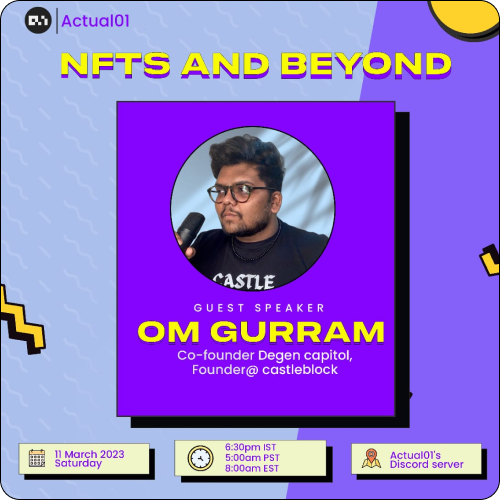 Actual01
NFTS AND BEYOND
CASTLE
GUEST SPEAKER
OM GURRAM
Co-founder Degen capitol,
Founder@ castleblock
11 March 2023
Saturday
6:30pm IST
5:00am PST
8:00am EST
Actual01's
Discord server